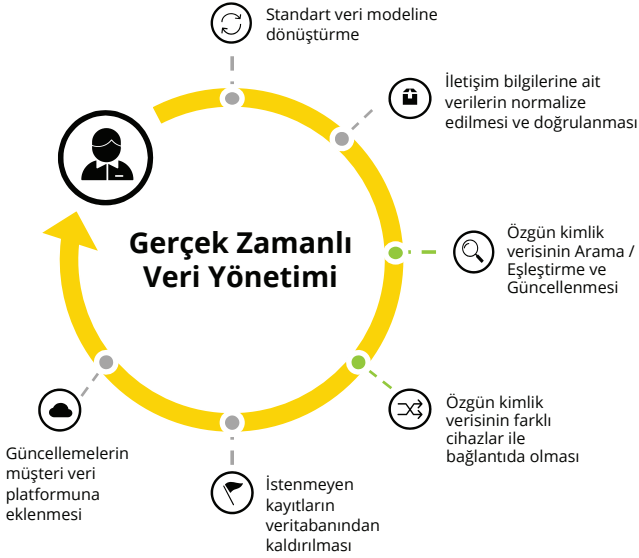 Standart veri modeline
dönüştürme
İletişim bilgilerine ait
verilerin normalize
edilmesi ve doğrulanması
Gerçek Zamanlı
Veri Yönetimi
Özgün kimlik
verisinin Arama /
Eşleştirme ve
Güncellenmesi
Özgün kimlik
verisinin farklı
cihazlar ile
bağlantıda olması
İstenmeyen
kayıtların
veritabanından
kaldırılması
Güncellemelerin
müşteri veri
platformuna
eklenmesi